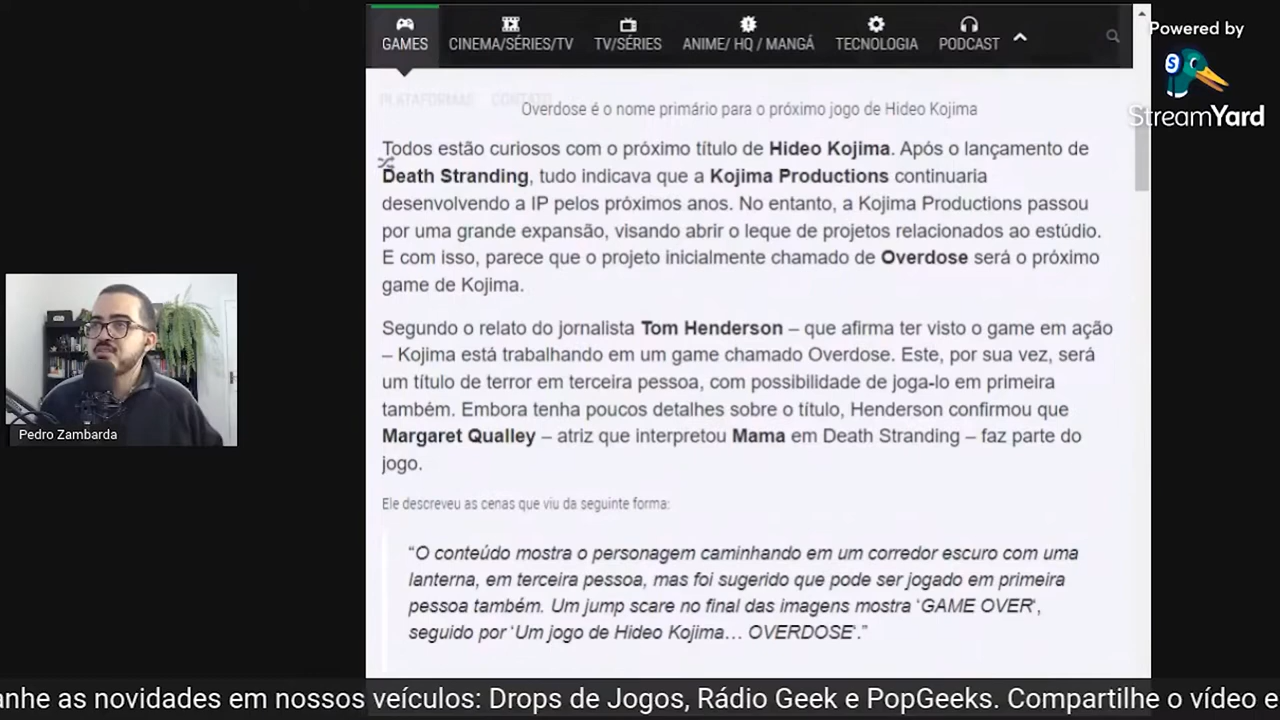 GAMES
CINEMA/SÉRIES/TV
TV/SÉRIES
ANIME/ HQ / MANGÁ
TECNOLOGIA
PODCAST
Powered by
StreamYard
PLATAFORMAS CONTATO
Overdose é o nome primário para o próximo jogo de Hideo Kojima
Todos estão curiosos com o próximo título de Hideo Kojima. Após o lançamento de
Death Stranding, tudo indicava que a Kojima Productions continuaria
desenvolvendo a IP pelos próximos anos. No entanto, a Kojima Productions passou
por uma grande expansão, visando abrir o leque de projetos relacionados ao estúdio.
E com isso, parece que o projeto inicialmente chamado de Overdose será o próximo
game de Kojima.
Segundo o relato do jornalista Tom Henderson – que afirma ter visto o game em ação
– Kojima está trabalhando em um game chamado Overdose. Este, por sua vez, será
um título de terror em terceira pessoa, com possibilidade de joga-lo em primeira
também. Embora tenha poucos detalhes sobre o título, Henderson confirmou que
Margaret Qualley – atriz que interpretou Mama em Death Stranding – faz parte do
jogo.
Ele descreveu as cenas que viu da seguinte forma:
“O conteúdo mostra o personagem caminhando em um corredor escuro com uma
lanterna, em terceira pessoa, mas foi sugerido que pode ser jogado em primeira
pessoa também. Um jump scare no final das imagens mostra ‘GAME OVER‘,
seguido por ‘Um jogo de Hideo Kojima… OVERDOSE‘.”
Pedro Zambarda
anhe as novidades em nossos veículos: Drops de Jogos, Rádio Geek e PopGeeks. Compartilhe o vídeo e